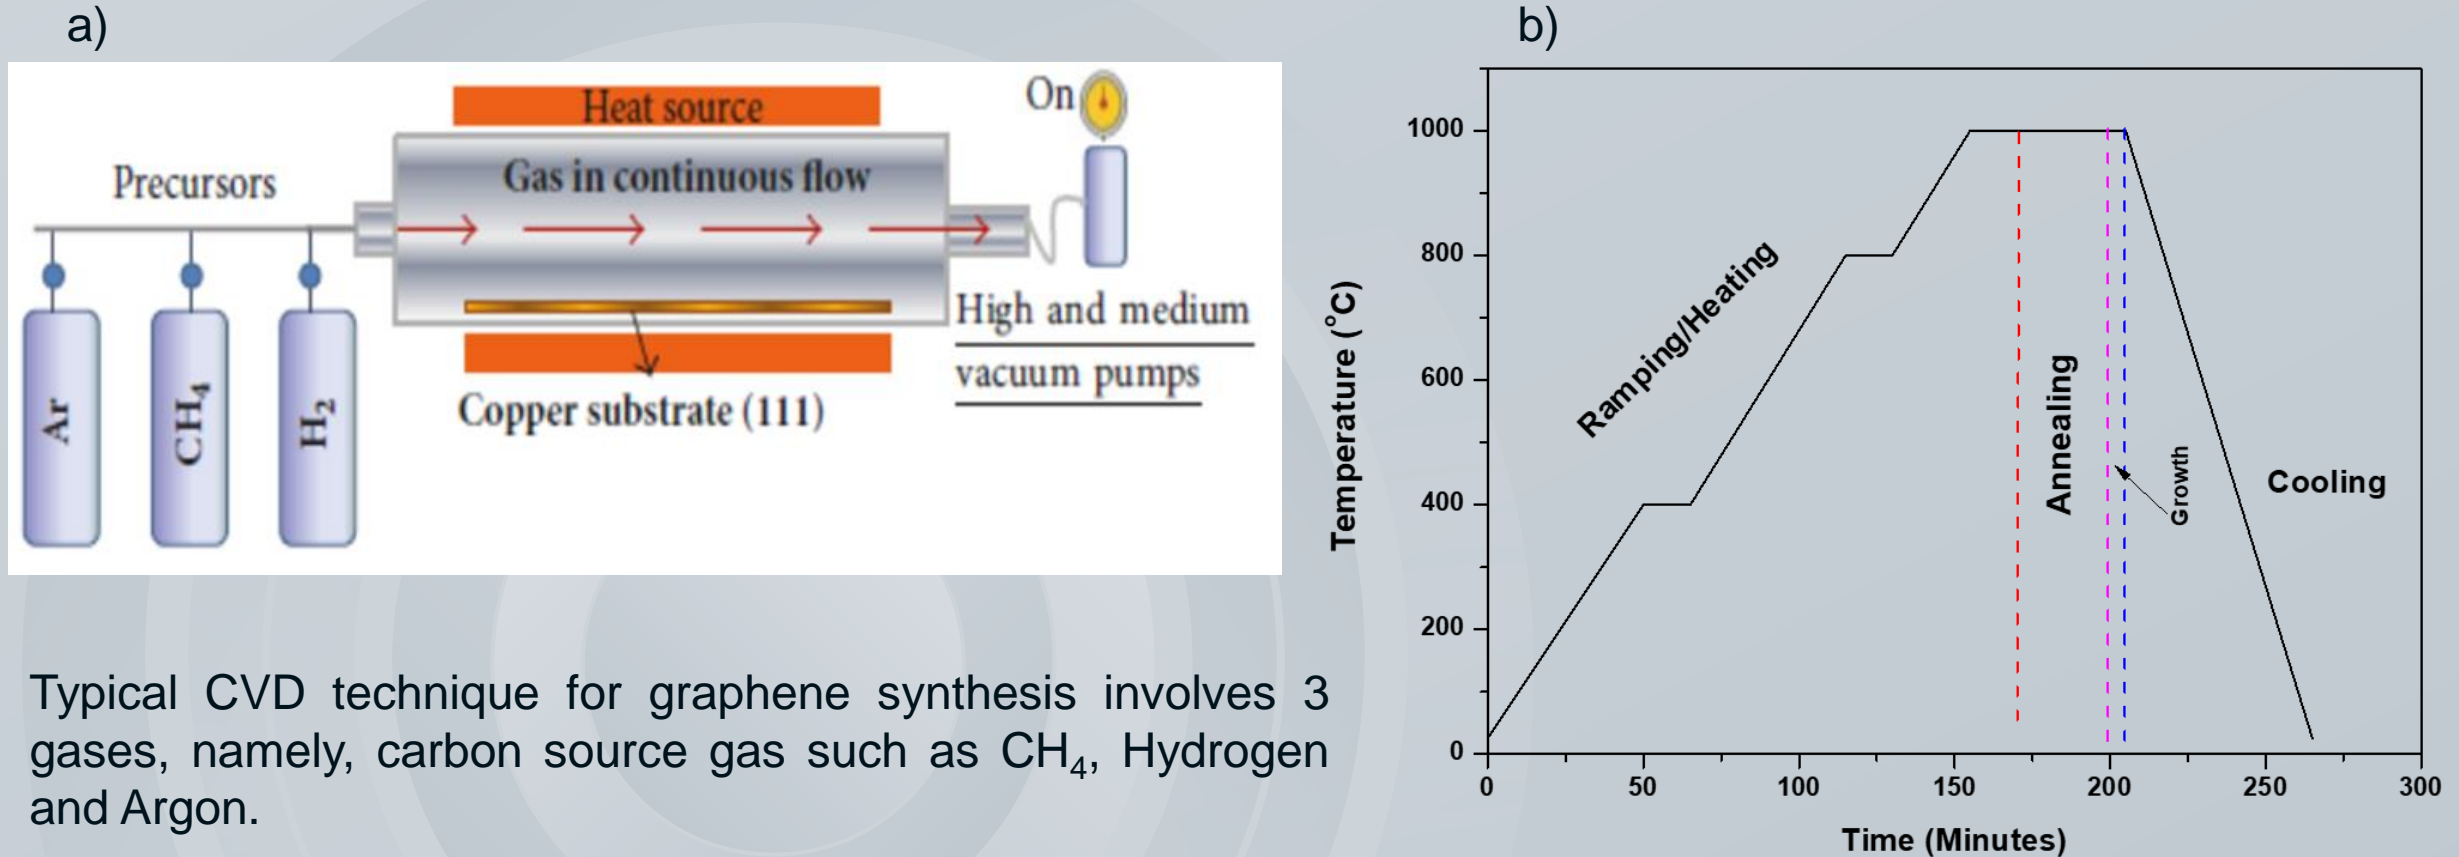 a)
Heat source
On
Precursors
Gas in continuous flow
Ar
CH₄
H₂
High and medium
vacuum pumps
Copper substrate (111)
Typical CVD technique for graphene synthesis involves 3
gases, namely, carbon source gas such as CH₄, Hydrogen
and Argon.
b)
Temperature (°C)
1000
800
600
400
200
0
Ramping/Heating
Annealing
Growth
Cooling
0 50 100 150 200 250 300
Time (Minutes)